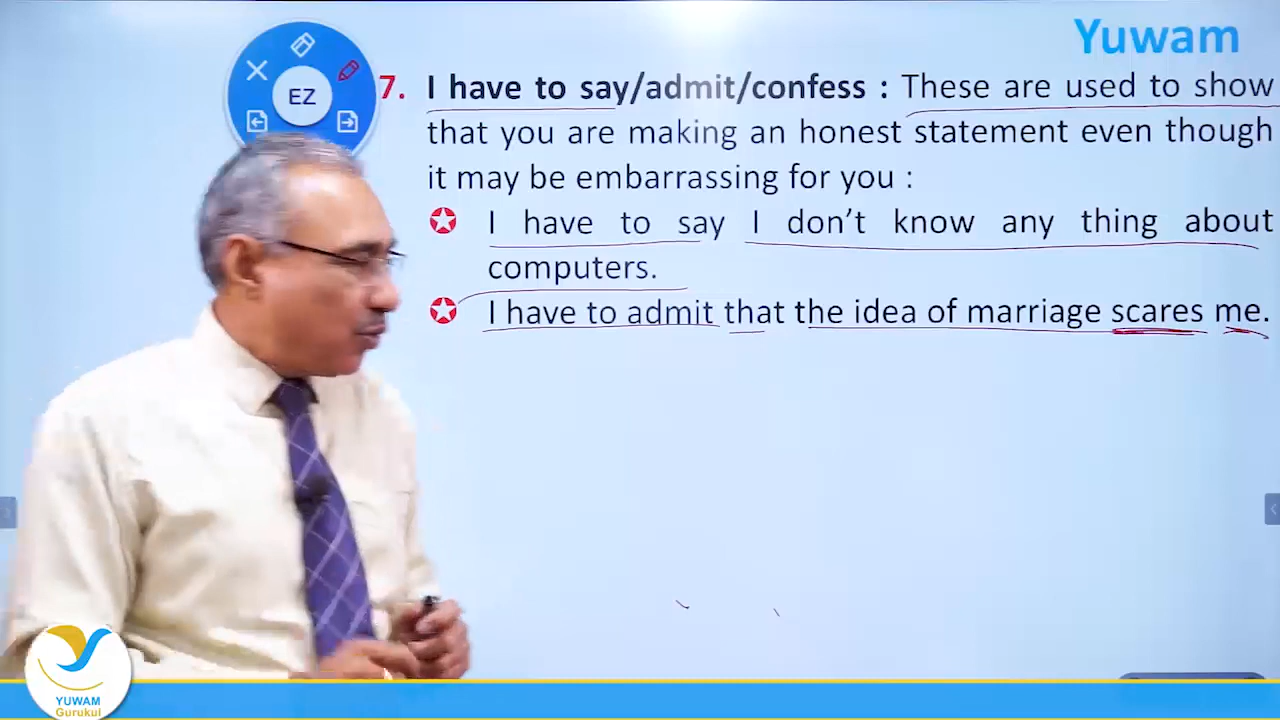 Yuwam
EZ
7. I have to say/admit/confess : These are used to show
that you are making an honest statement even though
it may be embarrassing for you :
I have to say I don't know any thing about
computers.
I have to admit that the idea of marriage scares me.
YUWAM
Gurukul